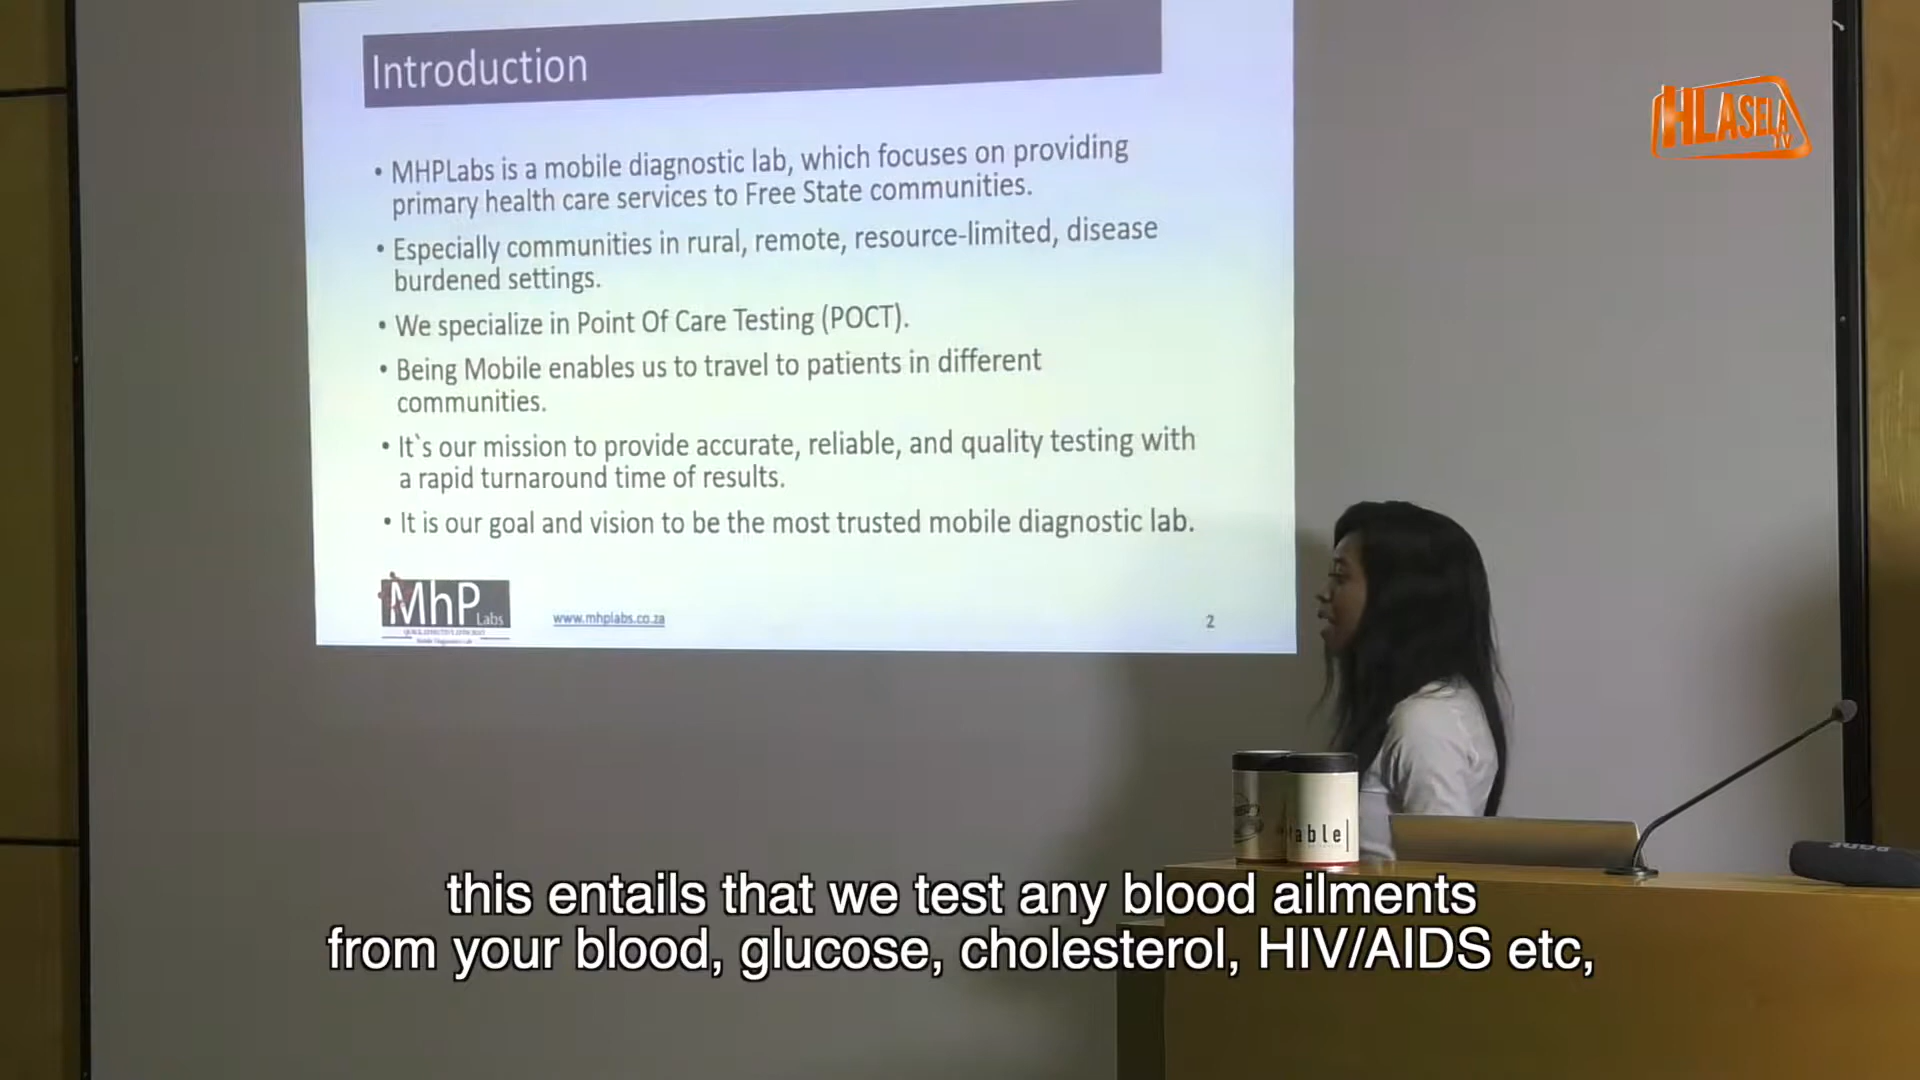 Introduction
HLASELA
TV
• MHPLabs is a mobile diagnostic lab, which focuses on providing
primary health care services to Free State communities.
• Especially communities in rural, remote, resource-limited, disease
burdened settings.
• We specialize in Point Of Care Testing (POCT).
• Being Mobile enables us to travel to patients in different
communities.
• It`s our mission to provide accurate, reliable, and quality testing with
a rapid turnaround time of results.
• It is our goal and vision to be the most trusted mobile diagnostic lab.
MhP Labs
www.mhplabs.co.za
2
table|
this entails that we test any blood ailments
from your blood, glucose, cholesterol, HIV/AIDS etc,